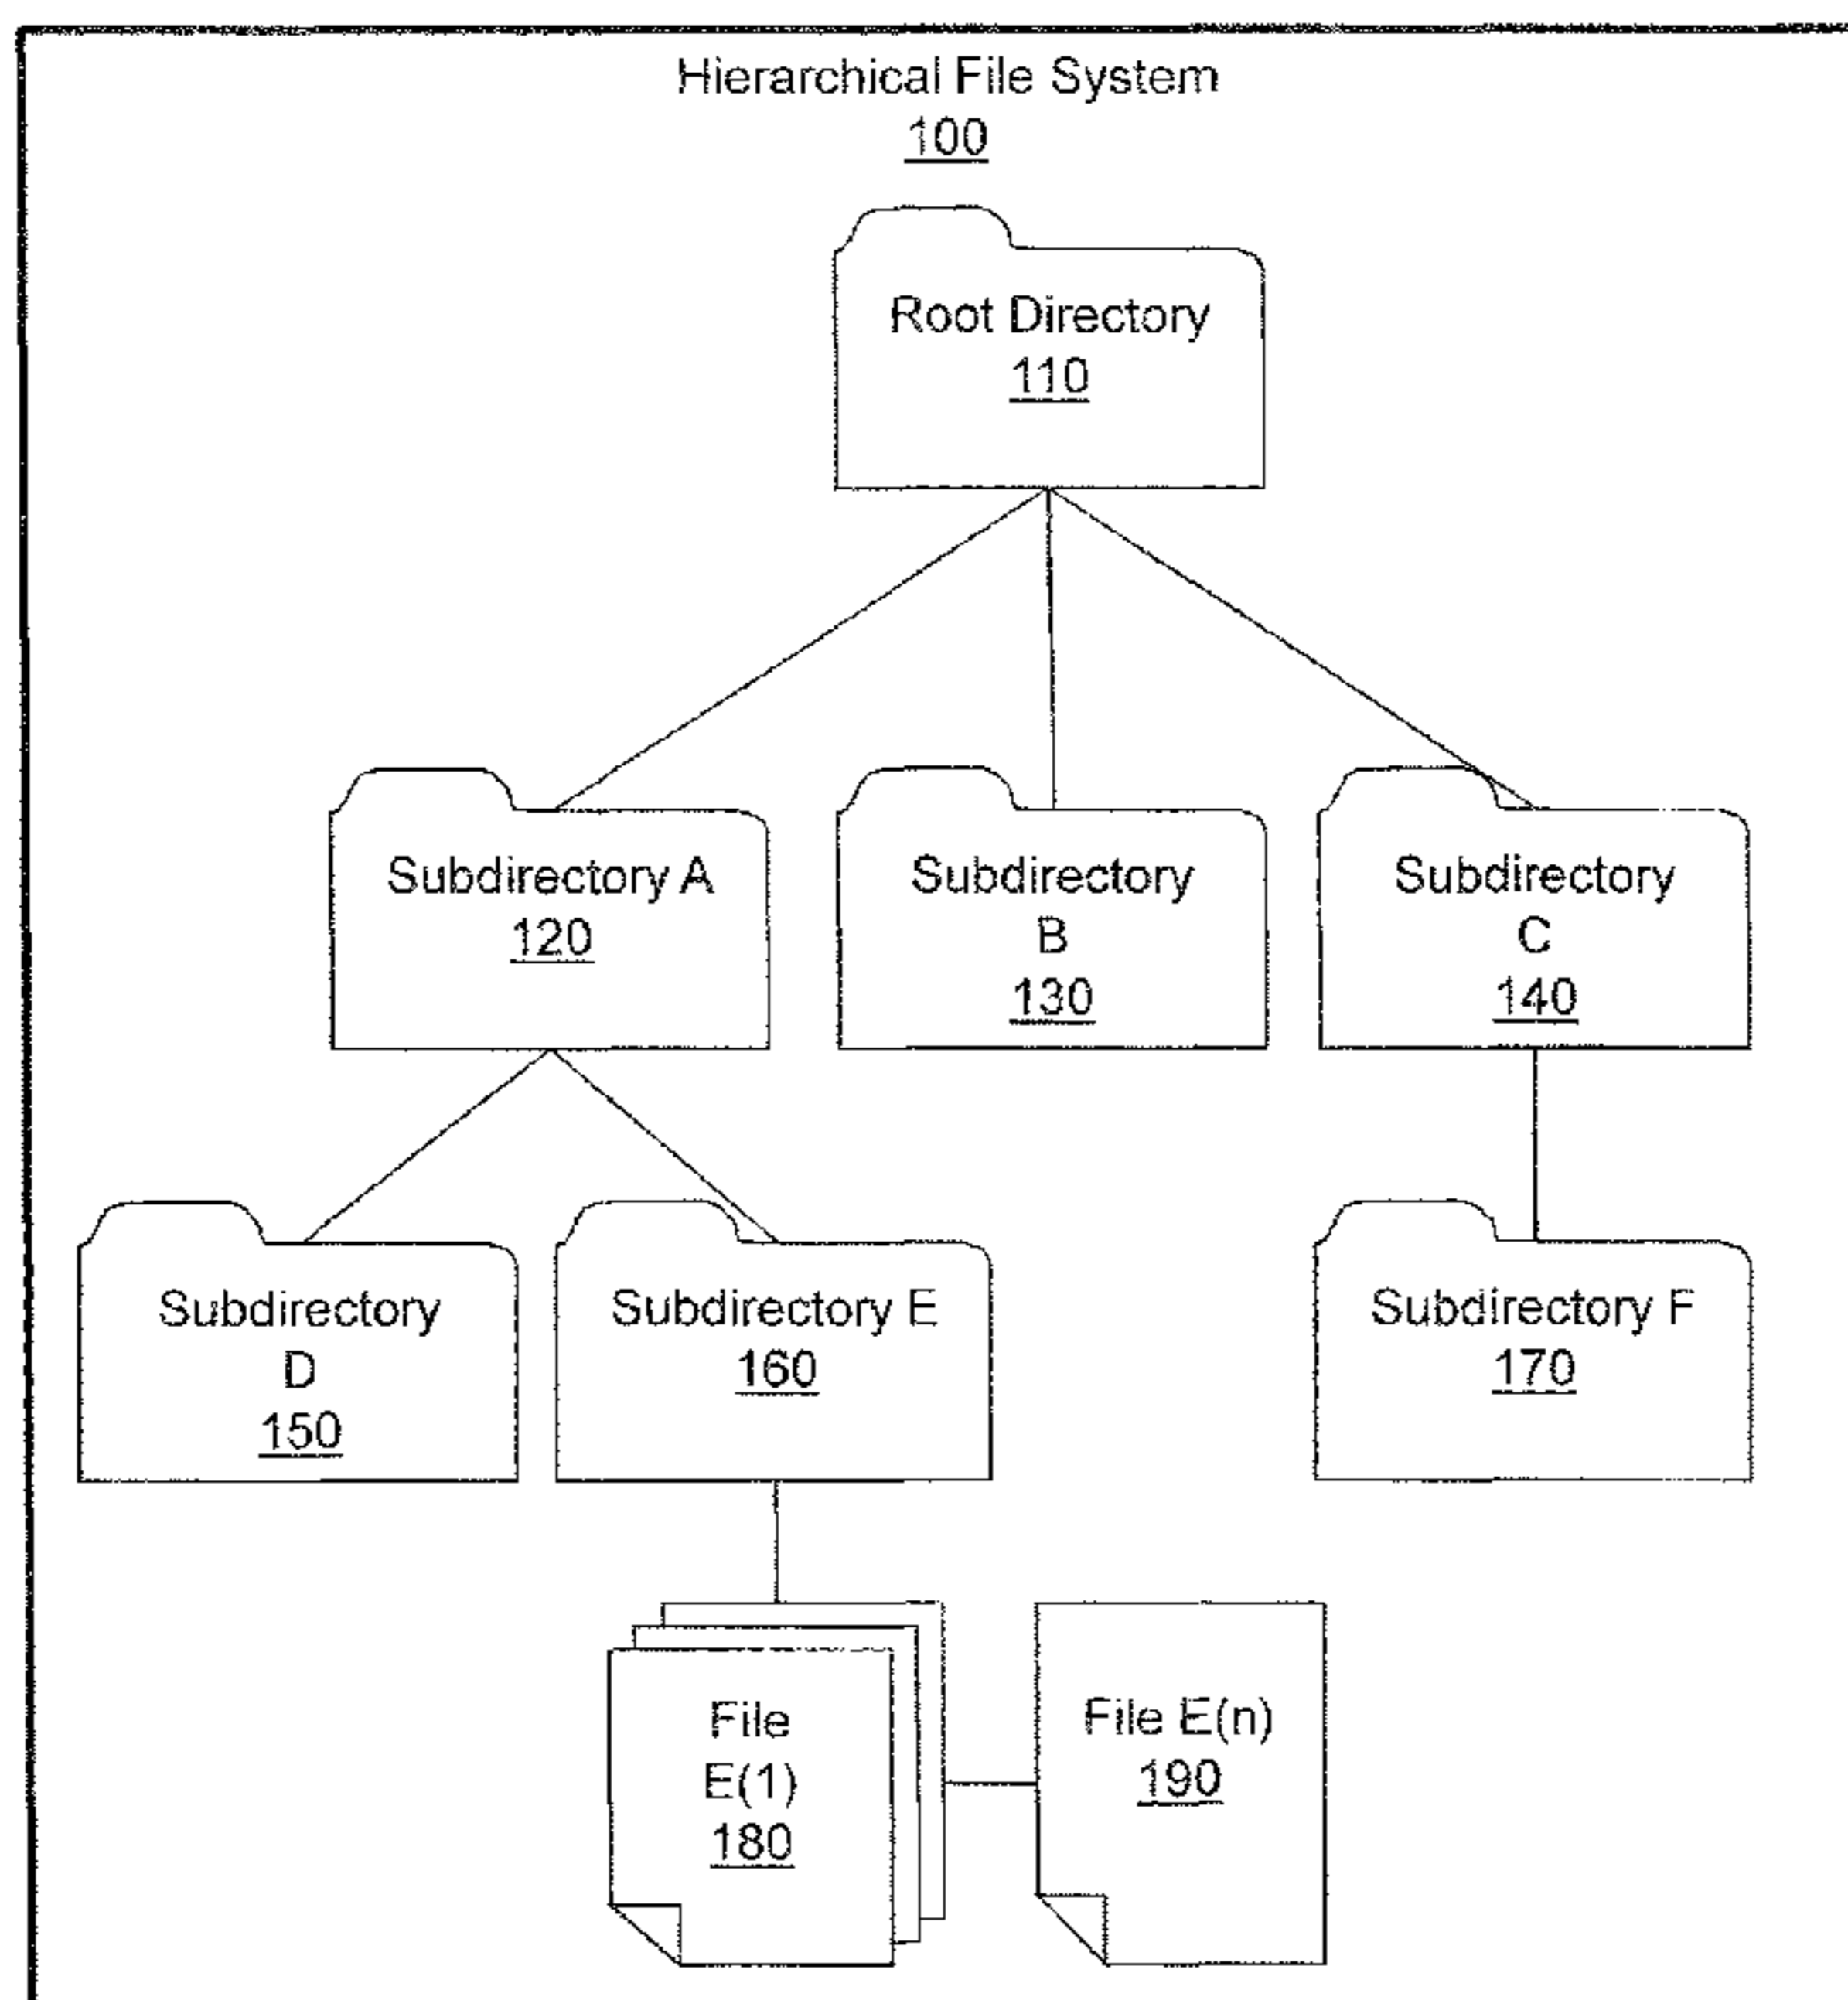 Hierarchical File System
100
Root Directory
110
Subdirectory A
120
Subdirectory
B
130
Subdirectory
C
140
Subdirectory
D
150
Subdirectory E
160
Subdirectory F
170
File
E(1)
180
File E(n)
190